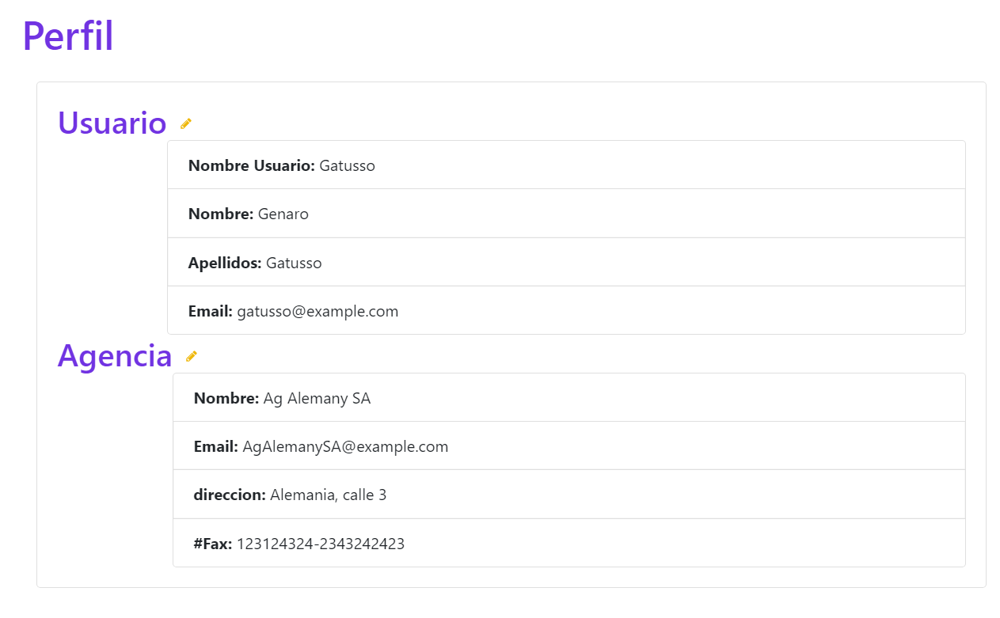 Perfil
Usuario
Nombre Usuario: Gatusso
Nombre: Genaro
Apellidos: Gatusso
Email: gatusso@example.com
Agencia
Nombre: Ag Alemany SA
Email: AgAlemanySA@example.com
direccion: Alemania, calle 3
#Fax: 123124324-2343242423